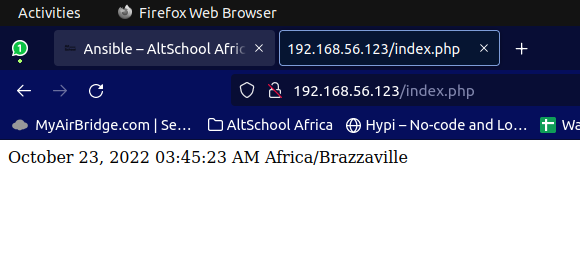 Activities Firefox Web Browser
1 Ansible – AltSchool Afric 192.168.56.123/index.php
192.168.56.123/index.php
MyAirBridge.com | Se… AltSchool Africa Hypi – No-code and Lo… Wa
October 23, 2022 03:45:23 AM Africa/Brazzaville